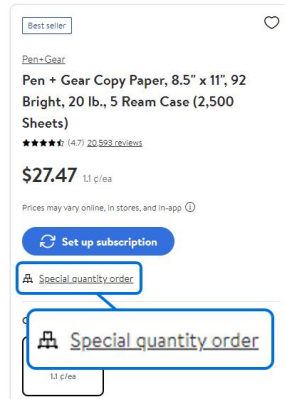 Best seller
Pen+Gear
Pen + Gear Copy Paper, 8.5" x 11", 92
Bright, 20 lb., 5 Ream Case (2,500
Sheets)
(4.7) 20,593 reviews
$27.47 1.1 ¢/ea
Prices may vary online, in stores, and in-app
Set up subscription
Special quantity order
Special quantity order
1.1 ¢/ea